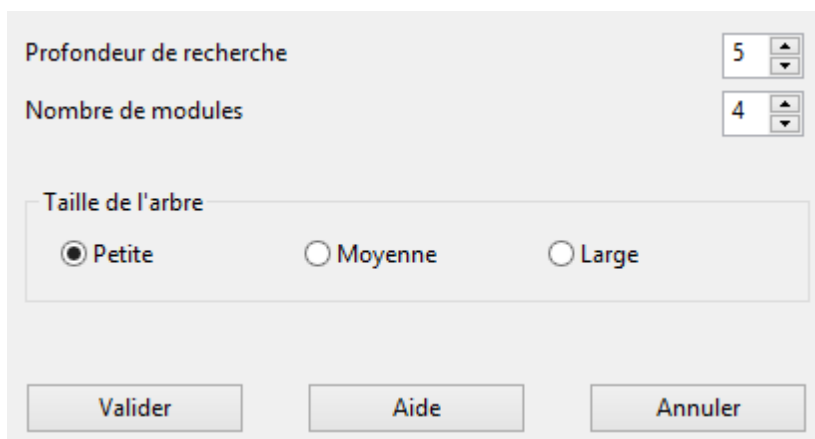 Profondeur de recherche 5
Nombre de modules 4
Taille de l'arbre
Petite Moyenne Large
Valider Aide Annuler